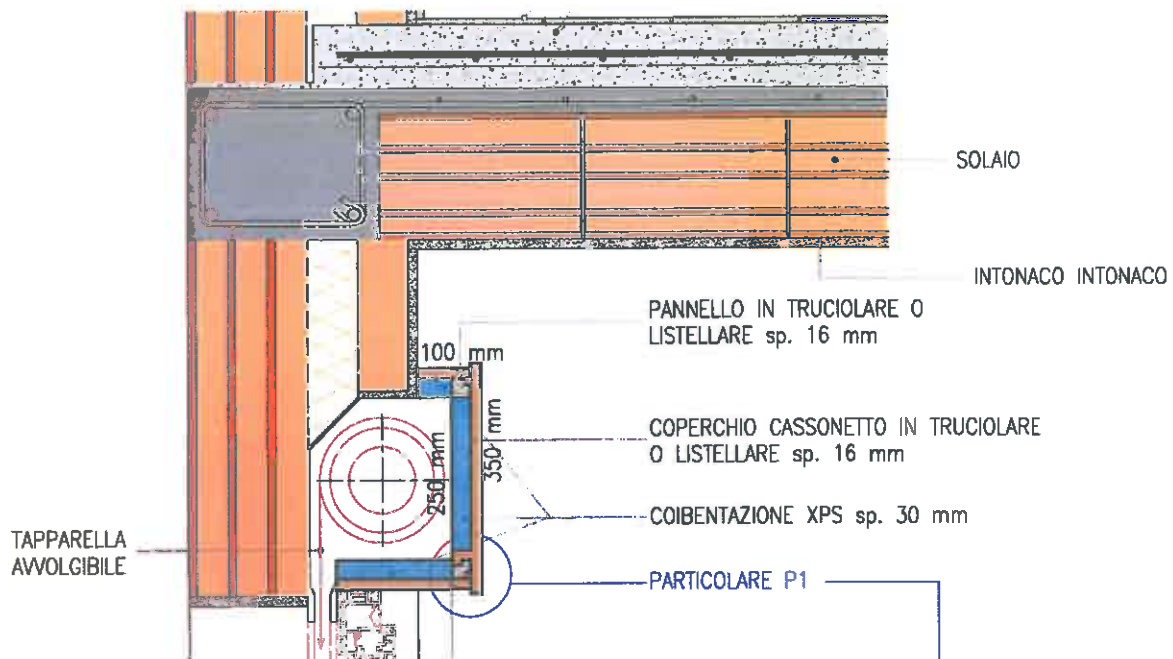 SOLAIO
INTONACO INTONACO
PANNELLO IN TRUCIOLARE O
LISTELLARE sp. 16 mm
100 mm
COPERCHIO CASSONETTO IN TRUCIOLARE
O LISTELLARE sp. 16 mm
250 mm
350 mm
COIBENTAZIONE XPS sp. 30 mm
TAPPARELLA
AVVOLGIBILE
PARTICOLARE P1